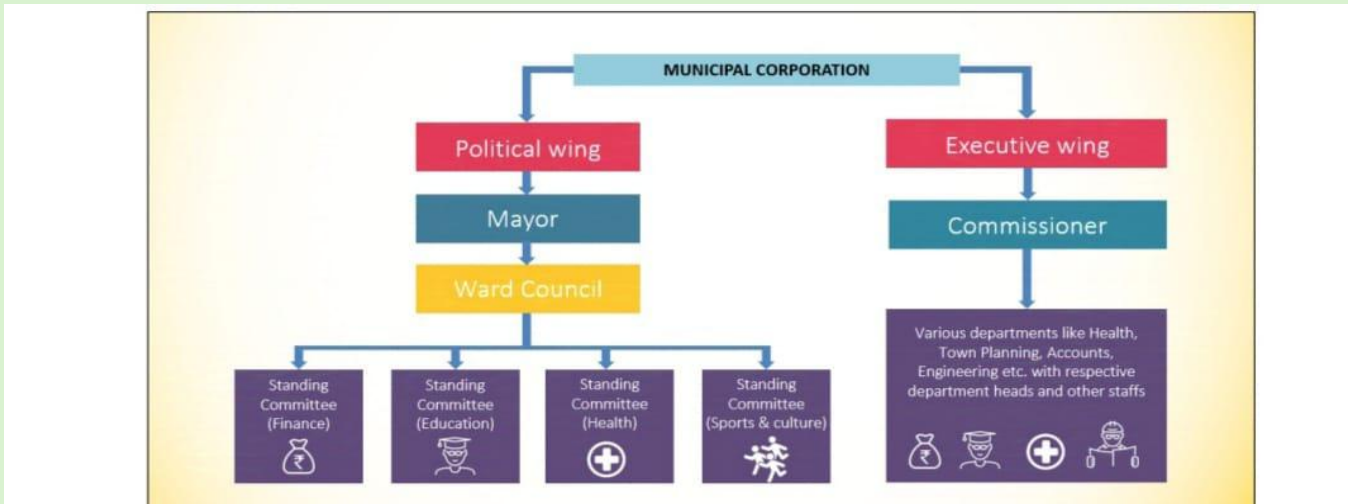 MUNICIPAL CORPORATION
Political wing
Executive wing
Mayor
Commissioner
Ward Council
Standing
Committee
(Finance)
₹
Standing
Committee
(Education)
Standing
Committee
(Health)
Standing
Committee
(Sports & culture)
Various departments like Health,
Town Planning, Accounts,
Engineering etc. with respective
department heads and other staffs
₹